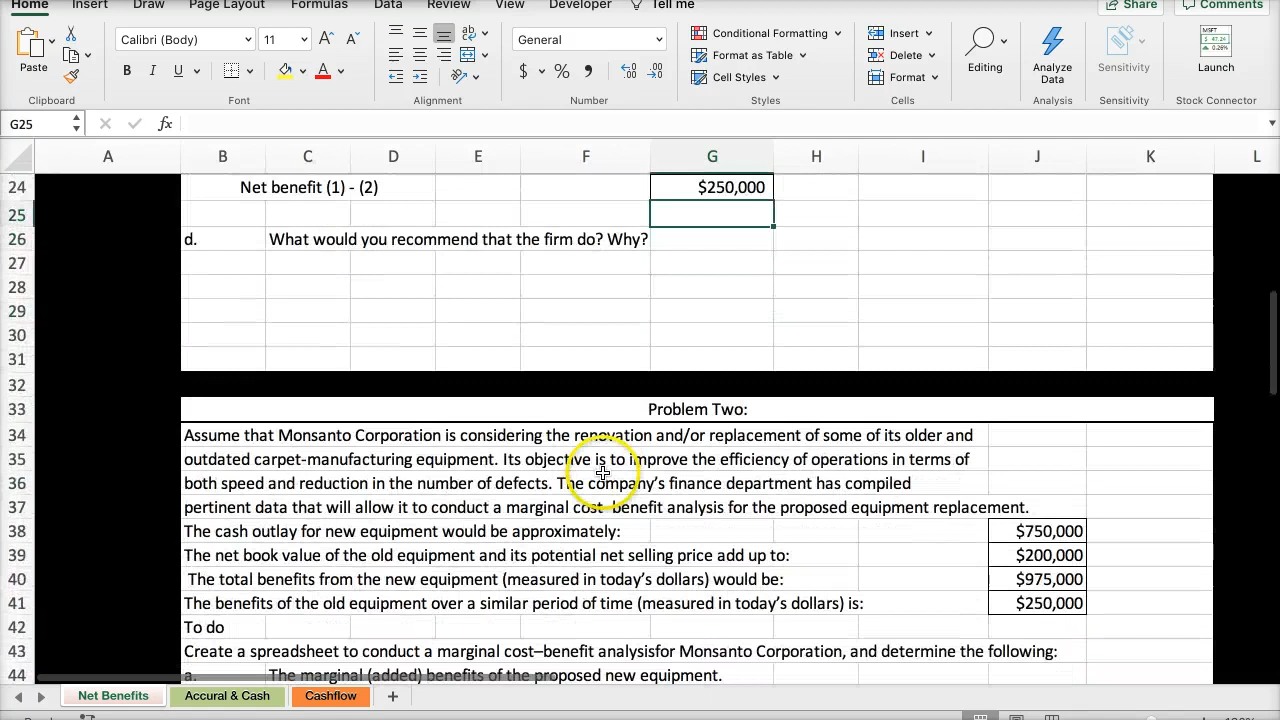 Home Insert Draw Page Layout Formulas Data Review View Developer Tell me Share Comments
Paste
Clipboard
Calibri (Body) 11
B I U A
Font
Alignment
General
$ % 9
Number
Conditional Formatting
Format as Table
Cell Styles
Styles
Insert
Delete
Format
Cells
Editing
Analyze
Data
Analysis
Sensitivity
Sensitivity
MSFT
$ 47.24
0.26%
Launch
Stock Connector
G25 fx
A B C D E F G H I J K L
24 Net benefit (1) - (2) $250,000
25
26 d. What would you recommend that the firm do? Why?
27
28
29
30
31
32
33 Problem Two:
34 Assume that Monsanto Corporation is considering the renovation and/or replacement of some of its older and
35 outdated carpet-manufacturing equipment. Its objective is to improve the efficiency of operations in terms of
36 both speed and reduction in the number of defects. The company’s finance department has compiled
37 pertinent data that will allow it to conduct a marginal cost–benefit analysis for the proposed equipment replacement.
38 The cash outlay for new equipment would be approximately: $750,000
39 The net book value of the old equipment and its potential net selling price add up to: $200,000
40 The total benefits from the new equipment (measured in today’s dollars) would be: $975,000
41 The benefits of the old equipment over a similar period of time (measured in today’s dollars) is: $250,000
42 To do
43 Create a spreadsheet to conduct a marginal cost–benefit analysisfor Monsanto Corporation, and determine the following:
44 a. The marginal (added) benefits of the proposed new equipment.
Net Benefits Accural & Cash Cashflow +